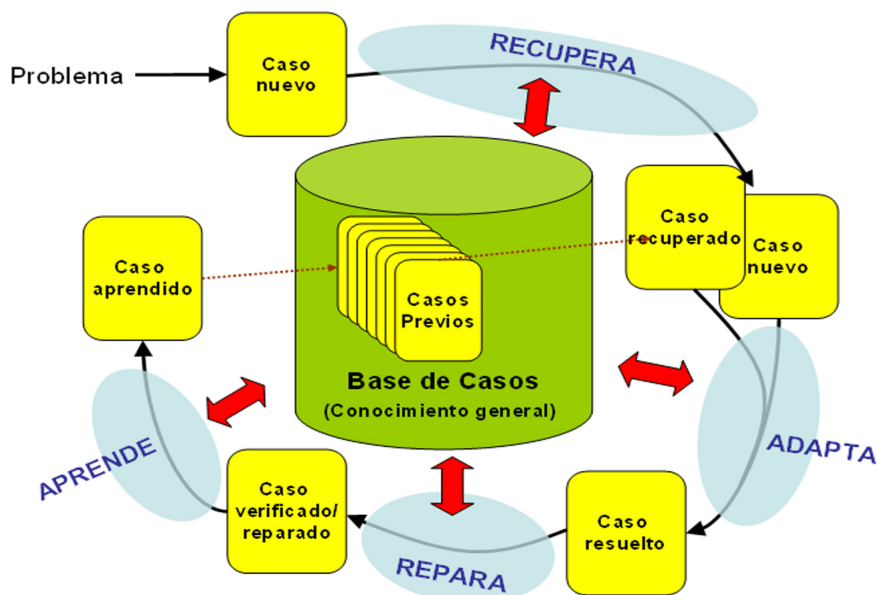 RECUPERA
Problema
Caso
nuevo
Caso
recuperado
Caso
nuevo
Caso
aprendido
Casos
Previos
Base de Casos
(Conocimiento general)
ADAPTA
APRENDE
Caso
verificado/
reparado
Caso
resuelto
REPARA